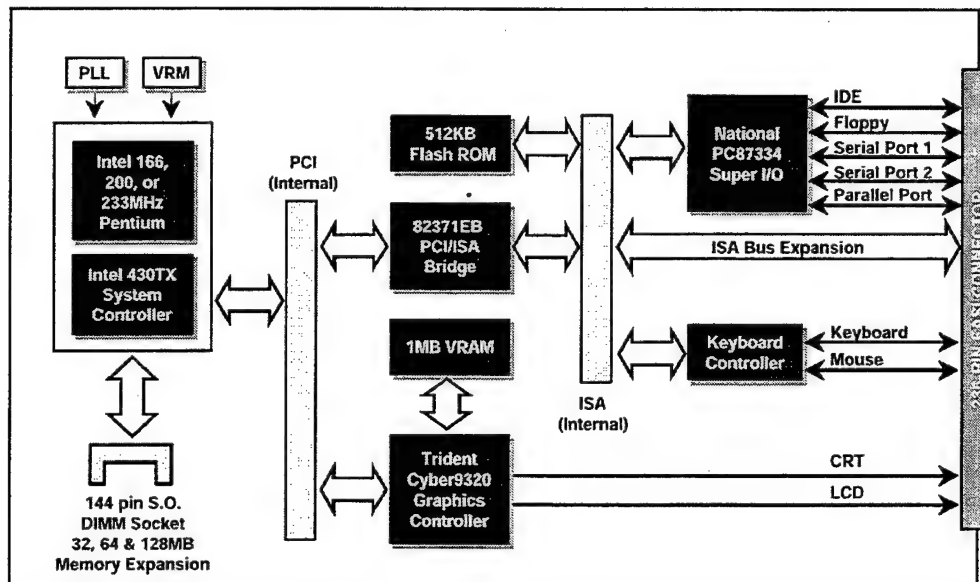 PLL
VRM
Intel 166,
200, or
233MHz
Pentium
Intel 430TX
System
Controller
144 pin S.O.
DIMM Socket
32, 64 & 128MB
Memory Expansion
PCI
(Internal)
512KB
Flash ROM
82371EB
PCI/ISA
Bridge
1MB VRAM
Trident
Cyber9320
Graphics
Controller
ISA
(Internal)
National
PC87334
Super I/O
IDE
Floppy
Serial Port 1
Serial Port 2
Parallel Port
ISA Bus Expansion
Keyboard
Controller
Keyboard
Mouse
CRT
LCD
PIN